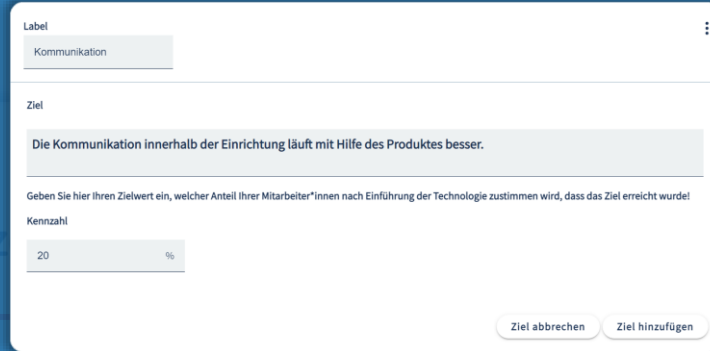 Label
Kommunikation
Ziel
Die Kommunikation innerhalb der Einrichtung läuft mit Hilfe des Produktes besser.
Geben Sie hier Ihren Zielwert ein, welcher Anteil Ihrer Mitarbeiter*innen nach Einführung der Technologie zustimmen wird, dass das Ziel erreicht wurde!
Kennzahl
20 %
Ziel abbrechen Ziel hinzufügen